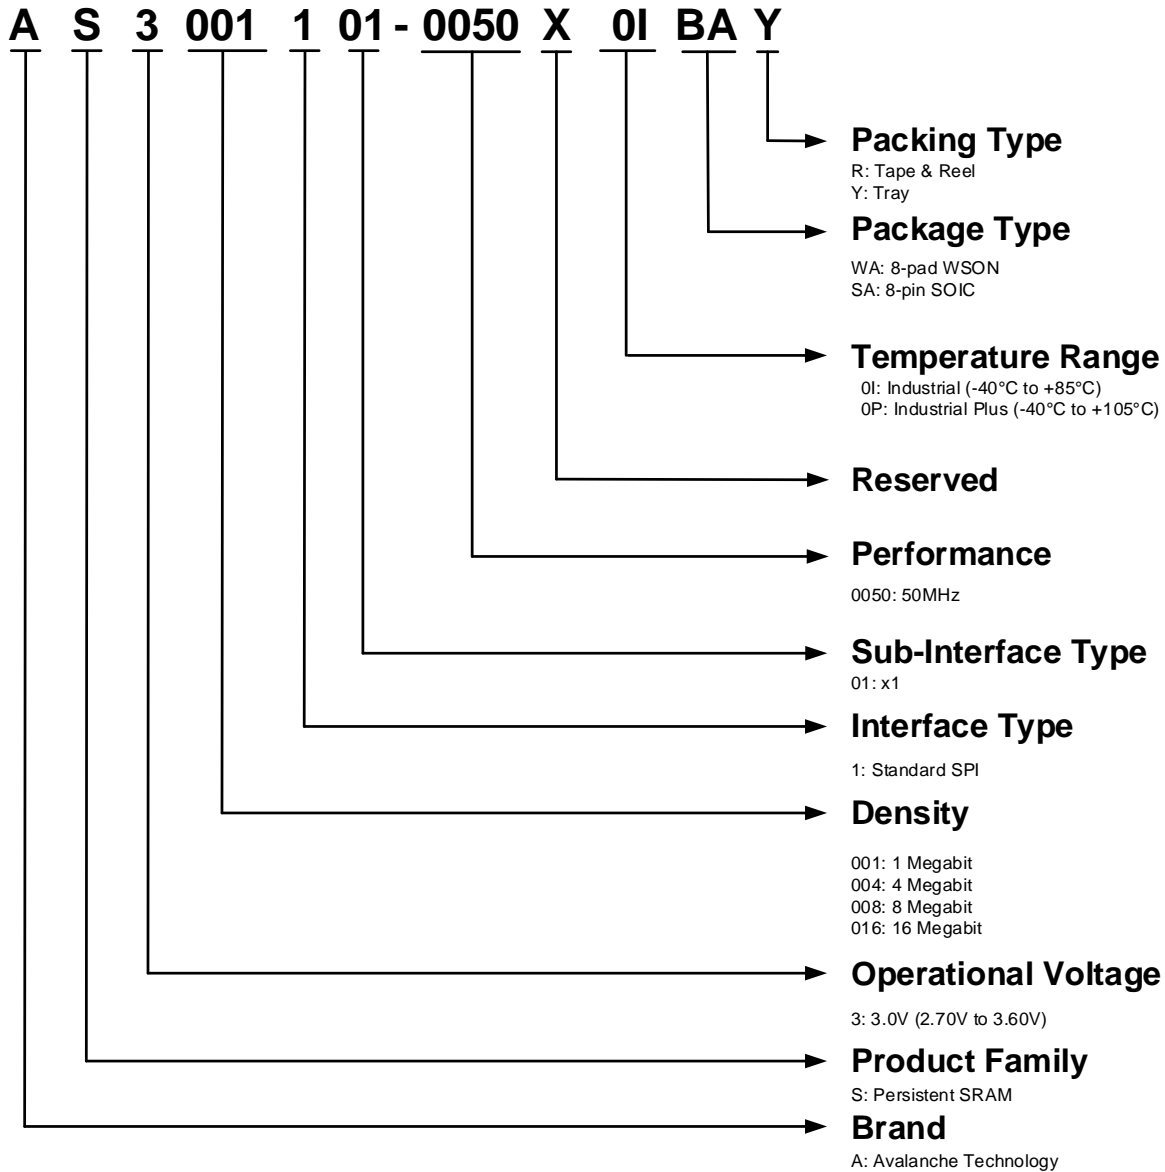 A S 3 001 1 01 - 0050 X 0I BA Y
Packing Type
R: Tape & Reel
Y: Tray
Package Type
WA: 8-pad WSON
SA: 8-pin SOIC
Temperature Range
0I: Industrial (-40°C to +85°C)
0P: Industrial Plus (-40°C to +105°C)
Reserved
Performance
0050: 50MHz
Sub-Interface Type
01: x1
Interface Type
1: Standard SPI
Density
001: 1 Megabit
004: 4 Megabit
008: 8 Megabit
016: 16 Megabit
Operational Voltage
3: 3.0V (2.70V to 3.60V)
Product Family
S: Persistent SRAM
Brand
A: Avalanche Technology